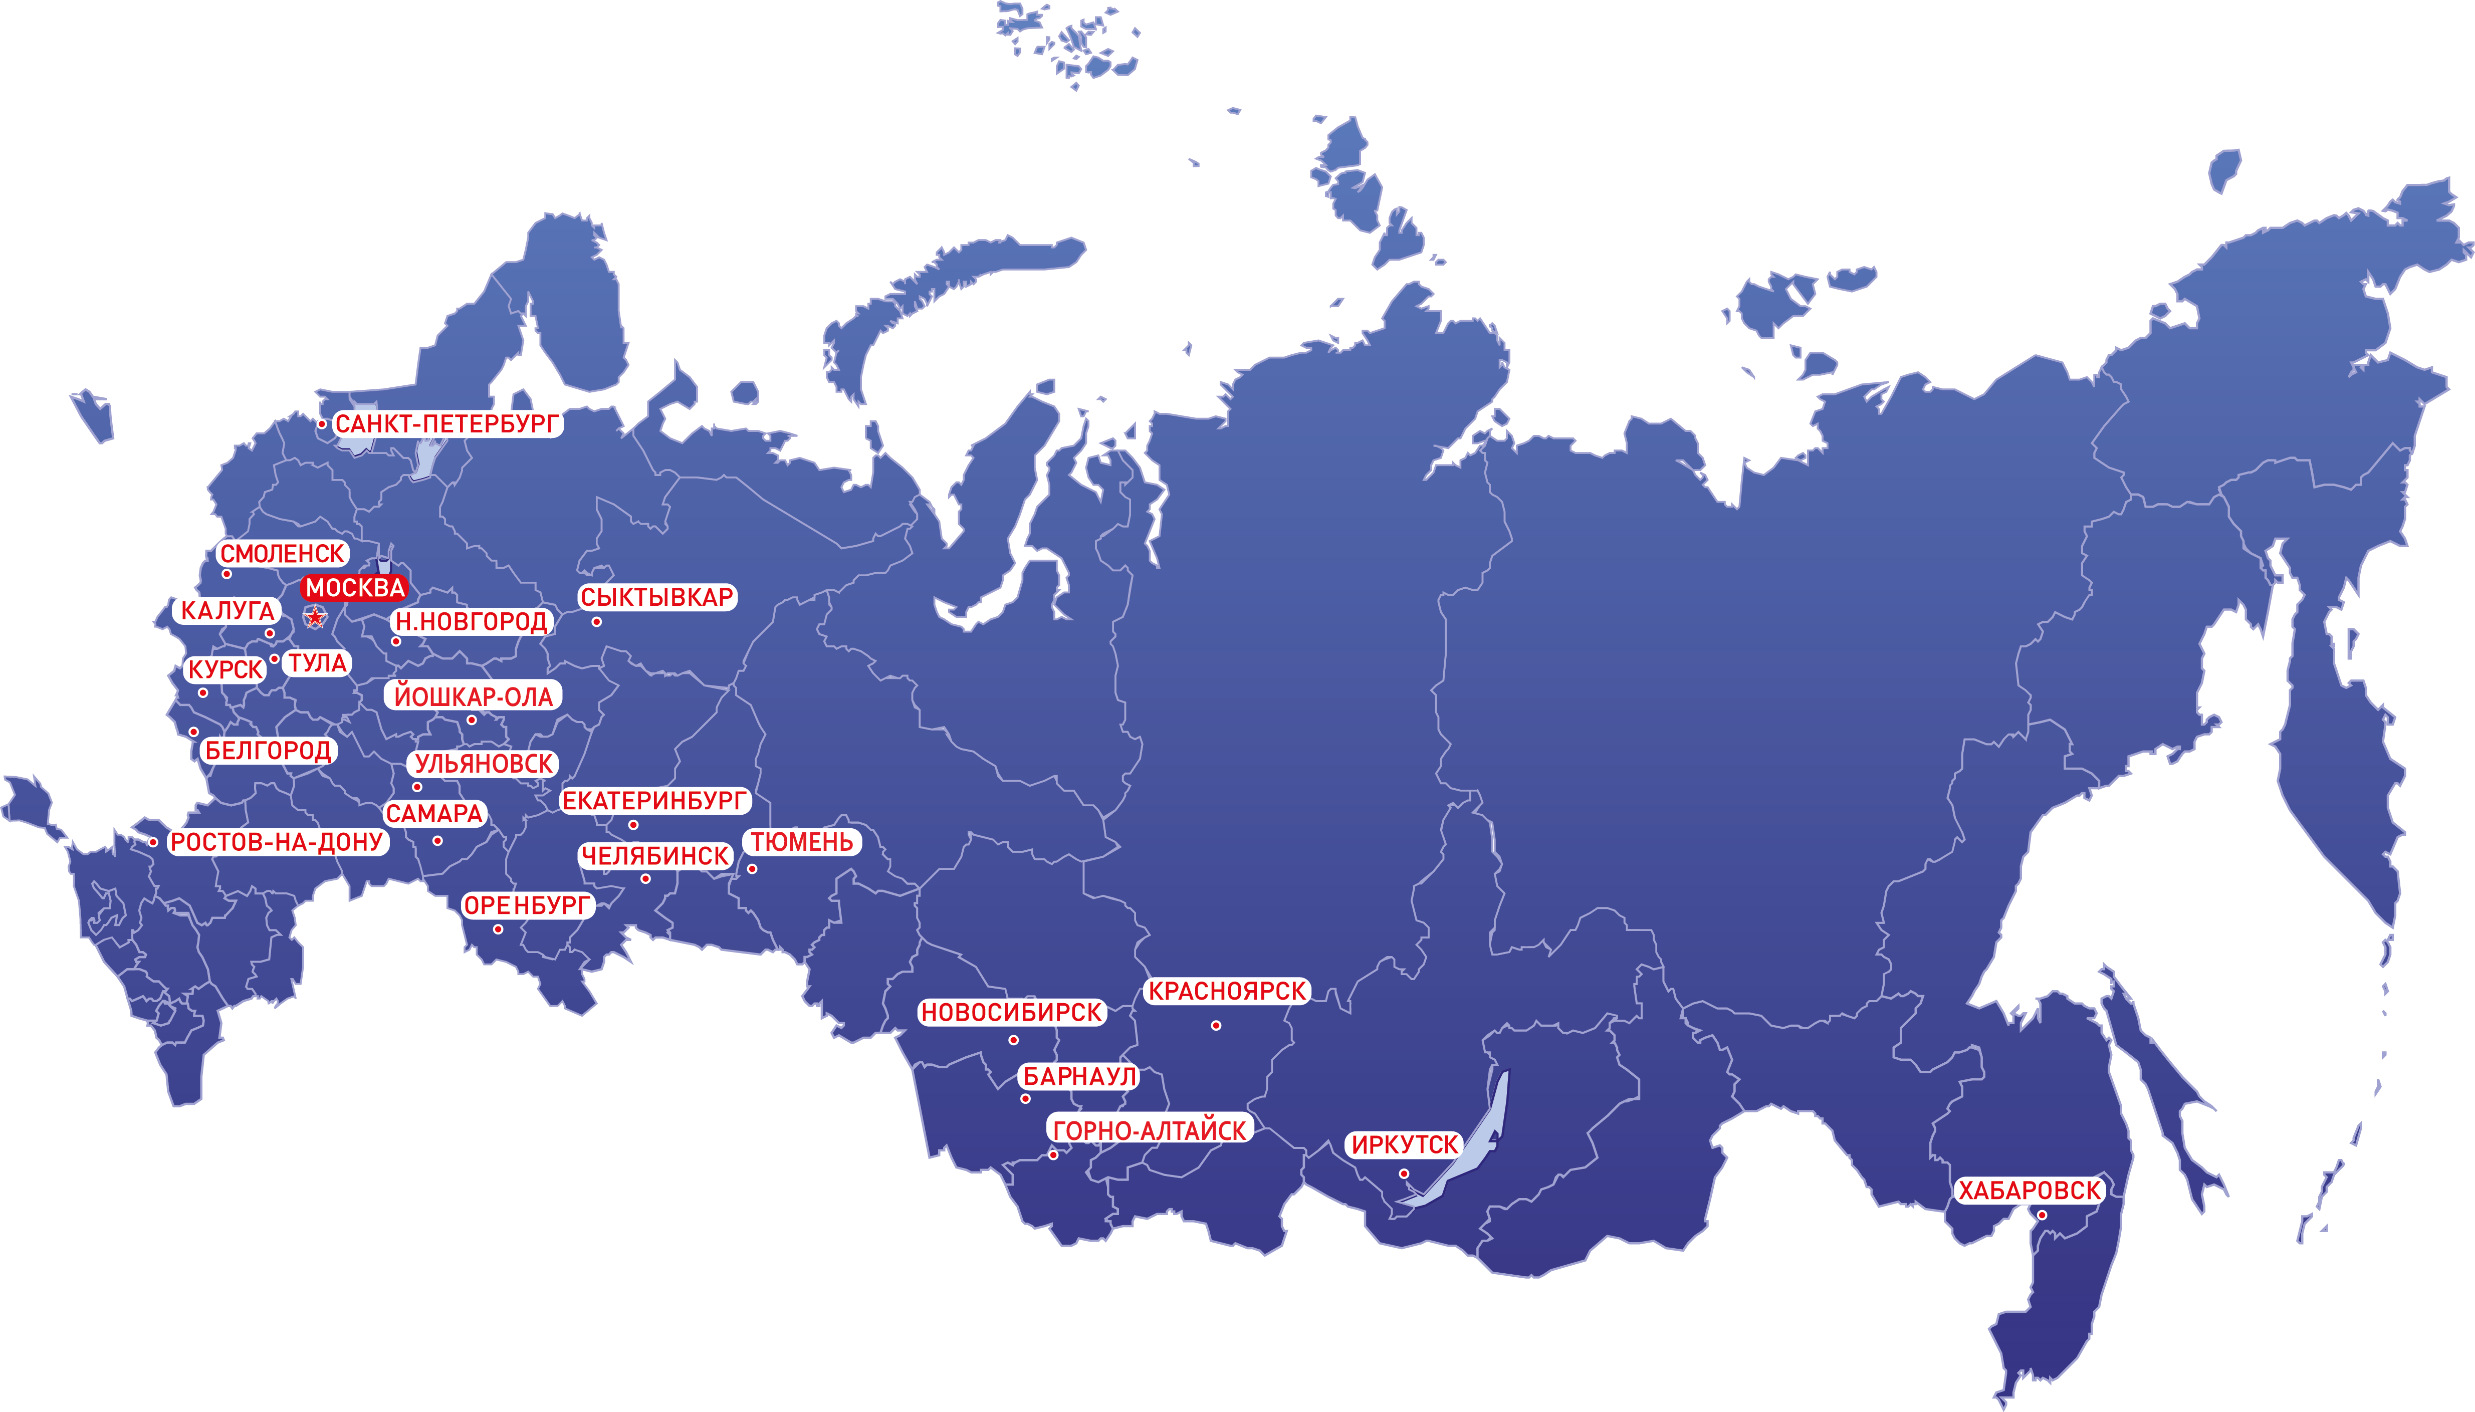 САНКТ-ПЕТЕРБУРГ
СМОЛЕНСК
МОСКВА
КАЛУГА
СЫКТЫВКАР
Н.НОВГОРОД
ТУЛА
КУРСК
ЙОШКАР-ОЛА
БЕЛГОРОД
УЛЬЯНОВСК
ЕКАТЕРИНБУРГ
САМАРА
РОСТОВ-НА-ДОНУ
ТЮМЕНЬ
ЧЕЛЯБИНСК
ОРЕНБУРГ
КРАСНОЯРСК
НОВОСИБИРСК
БАРНАУЛ
ГОРНО-АЛТАЙСК
ИРКУТСК
ХАБАРОВСК